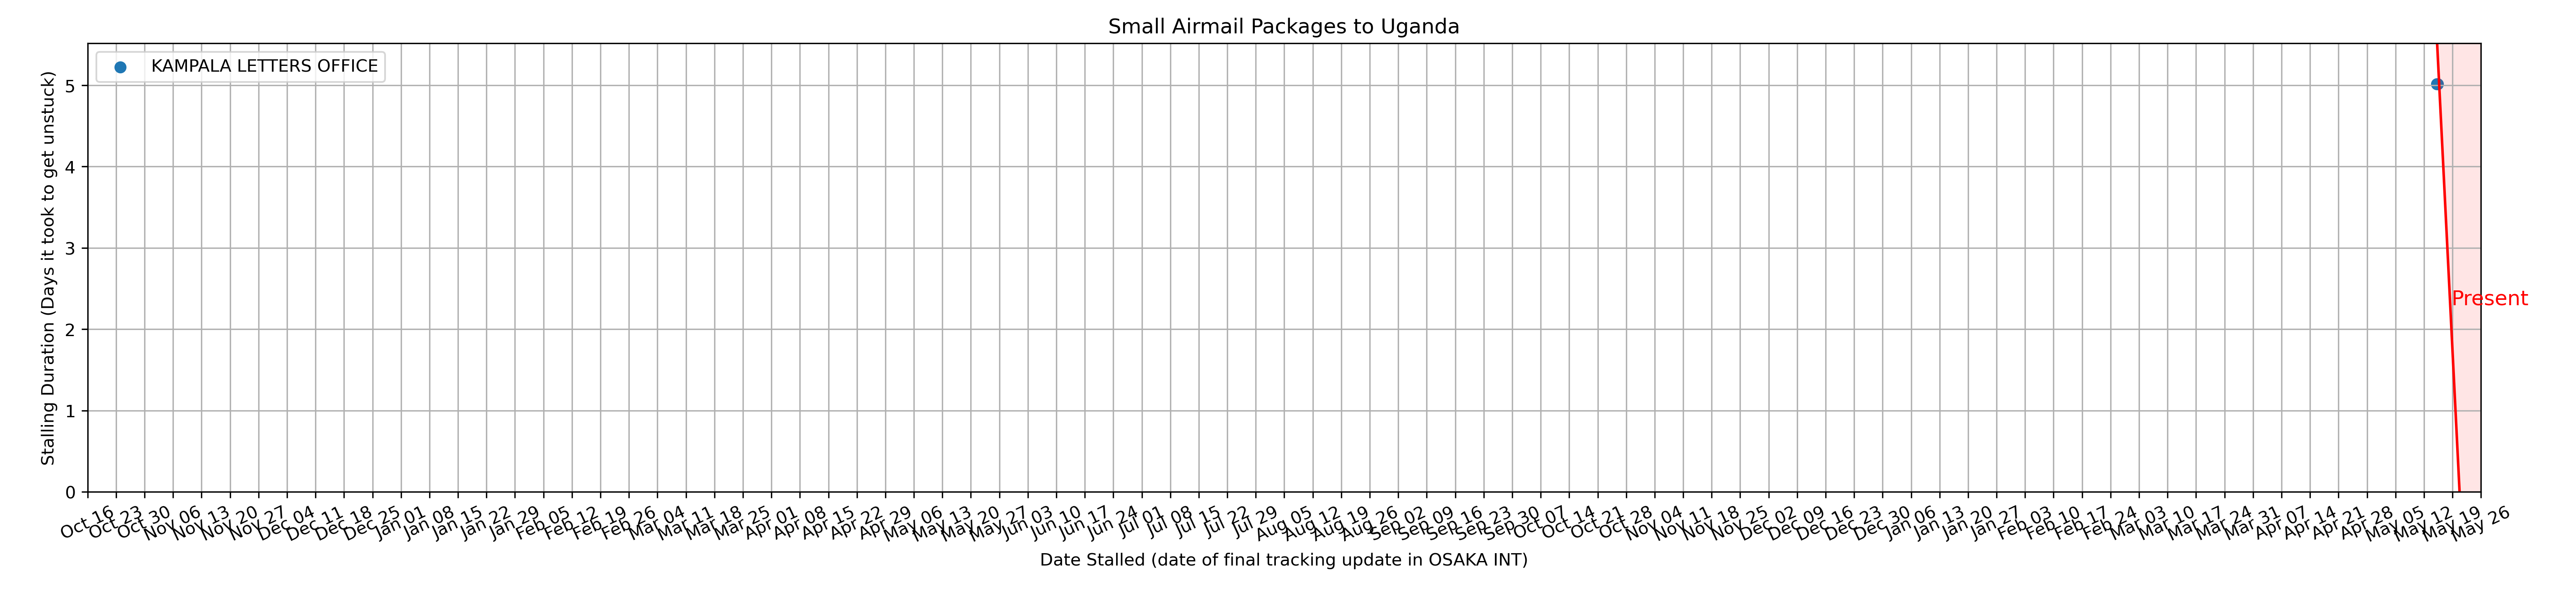 Small Airmail Packages to Uganda
KAMPALA LETTERS OFFICE
Stalling Duration (Days it took to get unstuck)
5
4
3
2
1
0
Present
Oct 16
Oct 23
Oct 30
Nov 06
Nov 13
Nov 20
Nov 27
Dec 04
Dec 11
Dec 18
Dec 25
Jan 01
Jan 08
Jan 15
Jan 22
Jan 29
Feb 05
Feb 12
Feb 19
Feb 26
Mar 04
Mar 11
Mar 18
Mar 25
Apr 01
Apr 08
Apr 15
Apr 22
Apr 29
May 06
May 13
May 20
May 27
Jun 03
Jun 10
Jun 17
Jun 24
Jul 01
Jul 08
Jul 15
Jul 22
Jul 29
Aug 05
Aug 12
Aug 19
Aug 26
Sep 02
Sep 09
Sep 16
Sep 23
Sep 30
Oct 07
Oct 14
Oct 21
Oct 28
Nov 04
Nov 11
Nov 18
Nov 25
Dec 02
Dec 09
Dec 16
Dec 23
Dec 30
Jan 06
Jan 13
Jan 20
Jan 27
Feb 03
Feb 10
Feb 17
Feb 24
Mar 03
Mar 10
Mar 17
Mar 24
Mar 31
Apr 07
Apr 14
Apr 21
Apr 28
May 05
May 12
May 19
May 26
Date Stalled (date of final tracking update in OSAKA INT)